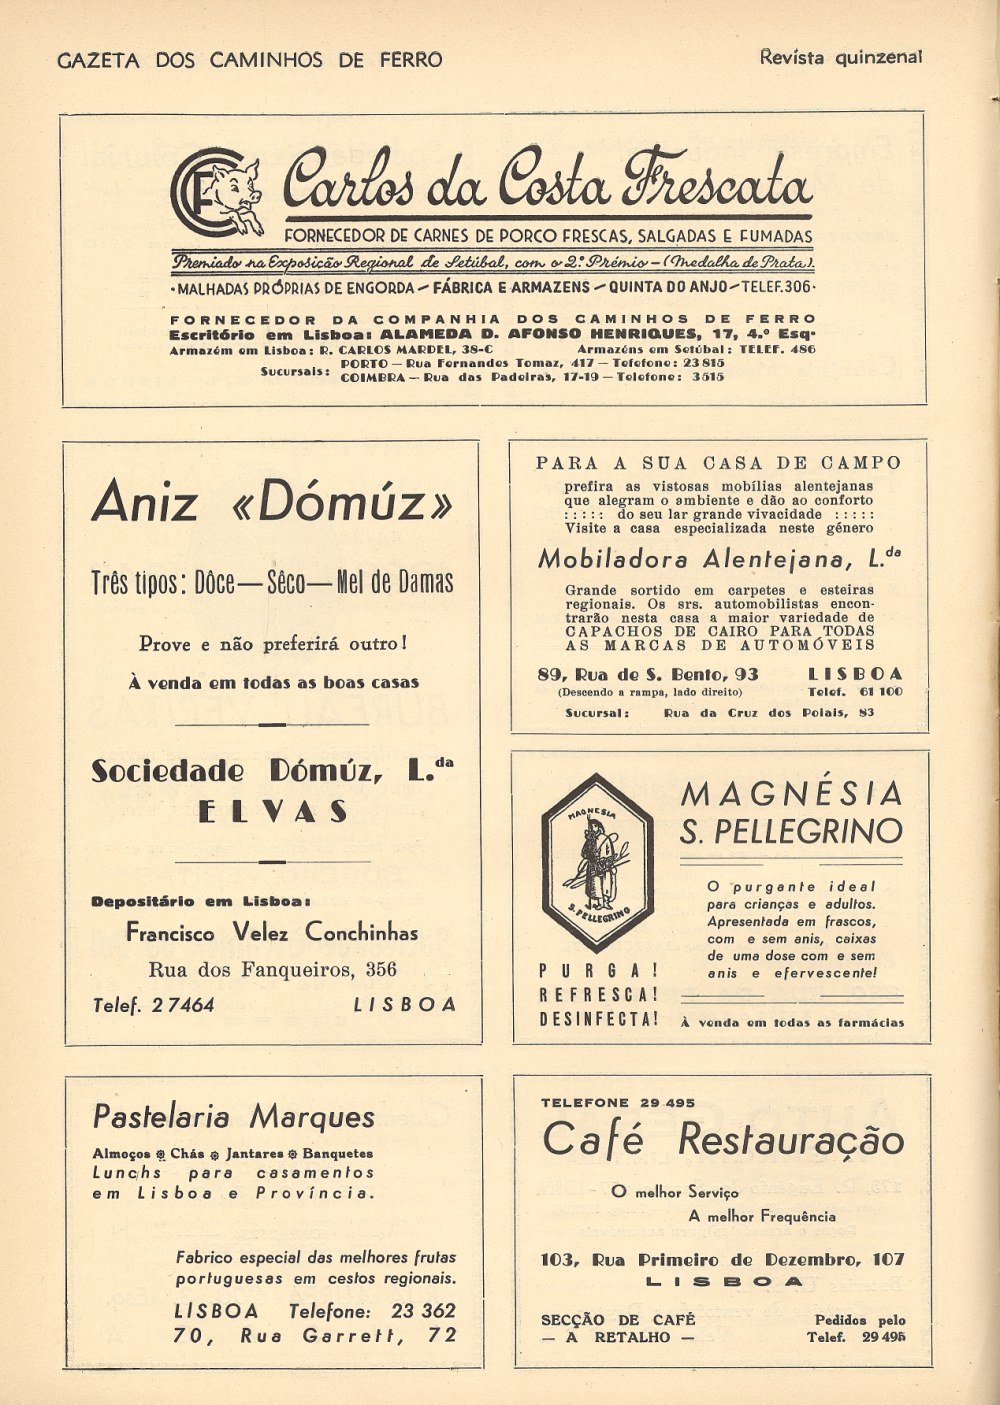 GAZETA DOS CAMINHOS DE FERRO
Revista quinzenal
CCF
Carlos da Costa Frescata
FORNECEDOR DE CARNES DE PORCO FRESCAS, SALGADAS E FUMADAS
Premiado na Exposição Regional de Setúbal, com o 2.º Prémio — (Medalha de Prata).
·MALHADAS PRÓPRIAS DE ENGORDA — FÁBRICA E ARMAZENS — QUINTA DO ANJO — TELEF. 306·
FORNECEDOR DA COMPANHIA DOS CAMINHOS DE FERRO
Escritório em Lisboa: ALAMEDA D. AFONSO HENRIQUES, 17, 4.º Esq.
Armazém em Lisboa: R. CARLOS MARDEL, 38-C Armazéns em Setúbal: TELEF. 486
Sucursais: PORTO — Rua Fernandes Tomaz, 417 — Telefone: 23 815
COIMBRA — Rua das Padeiras, 17-19 — Telefone: 3515
Aniz «Dómúz»
Três tipos: Dôce — Sêco — Mel de Damas
Prove e não preferirá outro!
À venda em todas as boas casas
Sociedade Dómúz, L.da
ELVAS
Depositário em Lisboa:
Francisco Velez Conchinhas
Rua dos Fanqueiros, 356
Telef. 2 7464 LISBOA
PARA A SUA CASA DE CAMPO
prefira as vistosas mobílias alentejanas
que alegram o ambiente e dão ao conforto
::::: do seu lar grande vivacidade :::::
Visite a casa especializada neste género
Mobiladora Alentejana, L.da
Grande sortido em carpetes e esteiras
regionais. Os srs. automobilistas encon-
trarão nesta casa a maior variedade de
CAPACHOS DE CAIRO PARA TODAS
AS MARCAS DE AUTOMÓVEIS
89, Rua de S. Bento, 93 LISBOA
(Descendo a rampa, lado direito) Telef. 61 100
Sucursal: Rua da Cruz dos Poiais, 83
MAGNESIA
S. PELLEGRINO
PURGA!
REFRESCA!
DESINFECTA!
MAGNÉSIA
S. PELLEGRINO
O purgante ideal
para crianças e adultos.
Apresentada em frascos,
com e sem anis, caixas
de uma dose com e sem
anis e efervescente!
À venda em todas as farmácias
Pastelaria Marques
Almoços Chás Jantares Banquetes
Lunchs para casamentos
em Lisboa e Província.
Fabrico especial das melhores frutas
portuguesas em cestos regionais.
LISBOA Telefone: 23 362
70, Rua Garrett, 72
TELEFONE 29 495
Café Restauração
O melhor Serviço
A melhor Frequência
103, Rua Primeiro de Dezembro, 107
LISBOA
SECÇÃO DE CAFÉ
— A RETALHO —
Pedidos pelo
Telef. 29 495